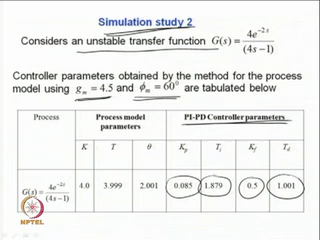 Simulation study 2
Considers an unstable transfer function G(s) = 4e^{-2s} / (4s−1)
Controller parameters obtained by the method for the process
model using g_m = 4.5 and ϕ_m = 60° are tabulated below
Process Process model parameters PI-PD Controller parameters
K T θ K_p T_i K_f T_d
G(s) = 4e^{-2s} / (4s−1) 4.0 3.999 2.001 0.085 1.879 0.5 1.001
NPTEL